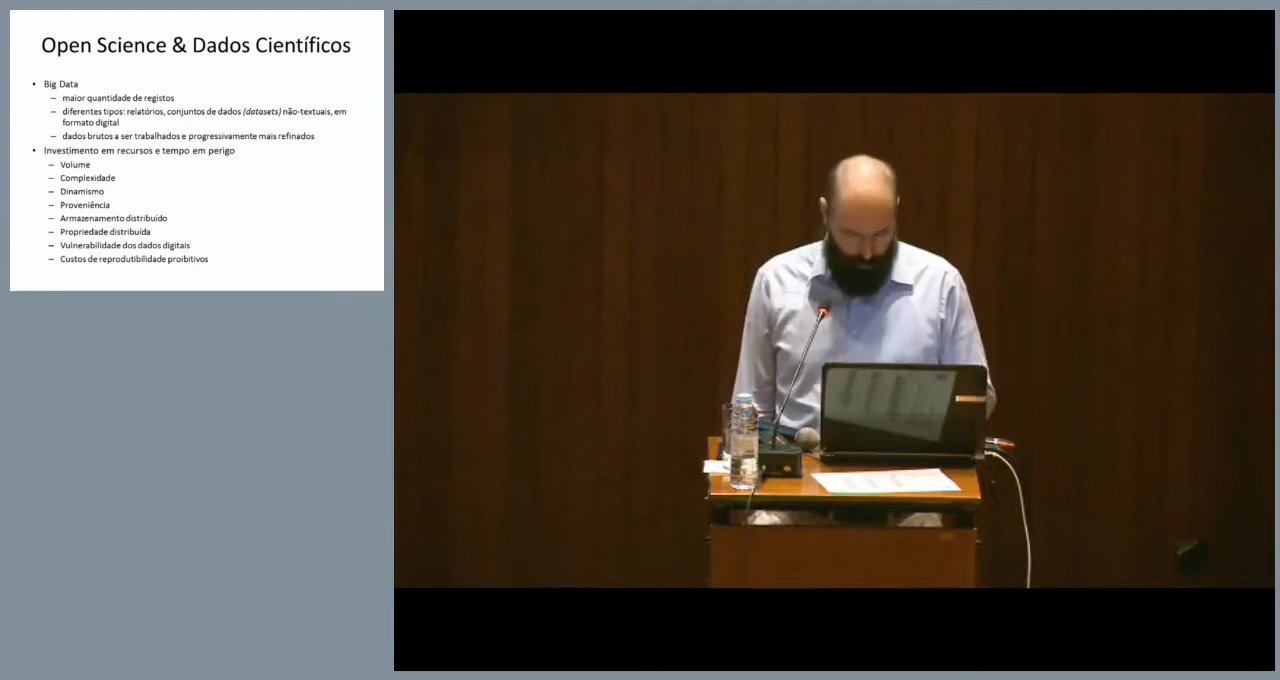 Open Science & Dados Científicos
• Big Data
– maior quantidade de registos
– diferentes tipos: relatórios, conjuntos de dados (datasets) não-textuais, em
formato digital
– dados brutos a ser trabalhados e progressivamente mais refinados
• Investimento em recursos e tempo em perigo
– Volume
– Complexidade
– Dinamismo
– Proveniência
– Armazenamento distribuído
– Propriedade distribuída
– Vulnerabilidade dos dados digitais
– Custos de reprodutibilidade proibitivos